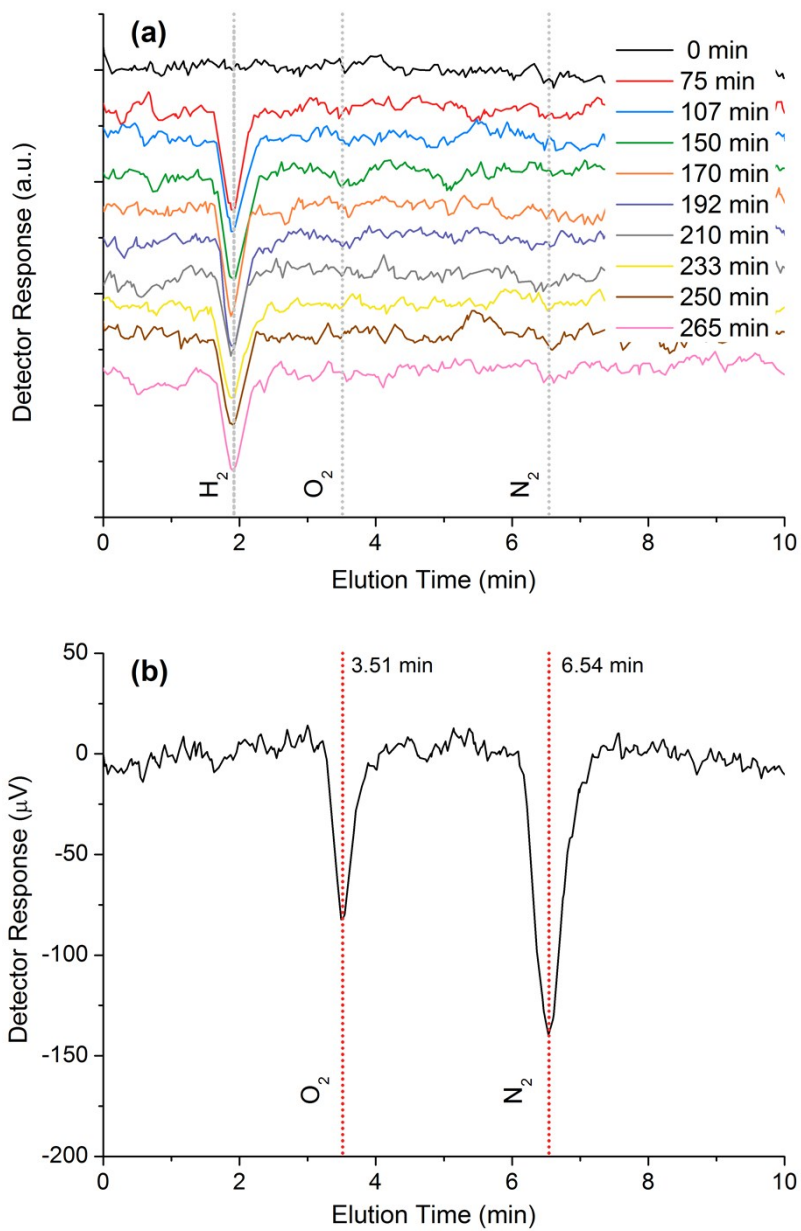 (a)
0 min
75 min
107 min
150 min
170 min
192 min
210 min
233 min
250 min
265 min
Detector Response (a.u.)
H₂
O₂
N₂
0 2 4 6 8 10
Elution Time (min)
(b)
3.51 min
6.54 min
50
0
-50
-100
-150
-200
Detector Response (μV)
O₂
N₂
0 2 4 6 8 10
Elution Time (min)